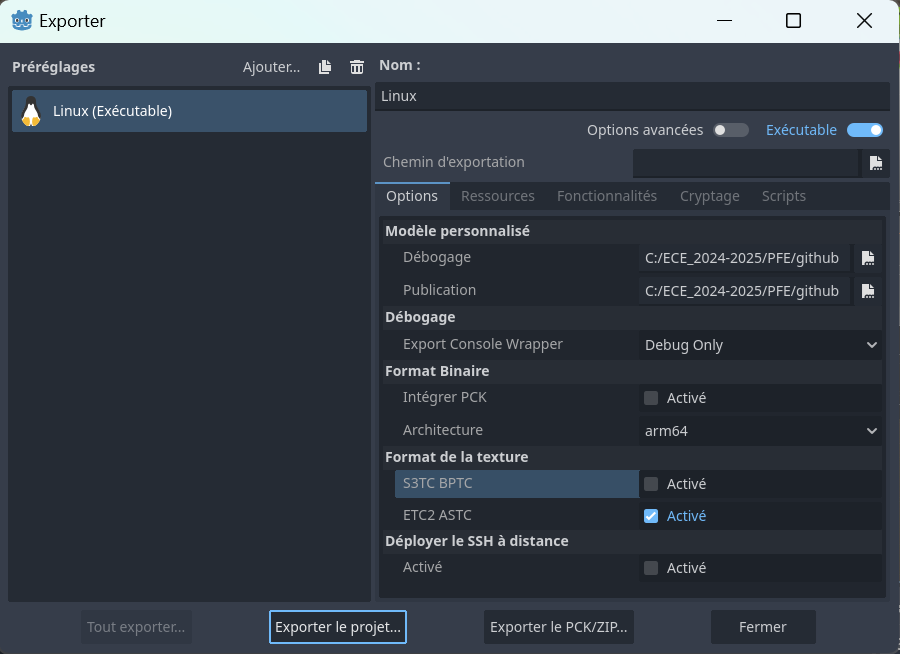 Exporter
Préréglages
Ajouter...
Nom :
Linux (Exécutable)
Linux
Options avancées
Exécutable
Chemin d'exportation
Options Ressources Fonctionnalités Cryptage Scripts
Modèle personnalisé
Débogage C:/ECE_2024-2025/PFE/github
Publication C:/ECE_2024-2025/PFE/github
Débogage
Export Console Wrapper Debug Only
Format Binaire
Intégrer PCK Activé
Architecture arm64
Format de la texture
S3TC BPTC Activé
ETC2 ASTC Activé
Déployer le SSH à distance
Activé Activé
Tout exporter... Exporter le projet... Exporter le PCK/ZIP... Fermer